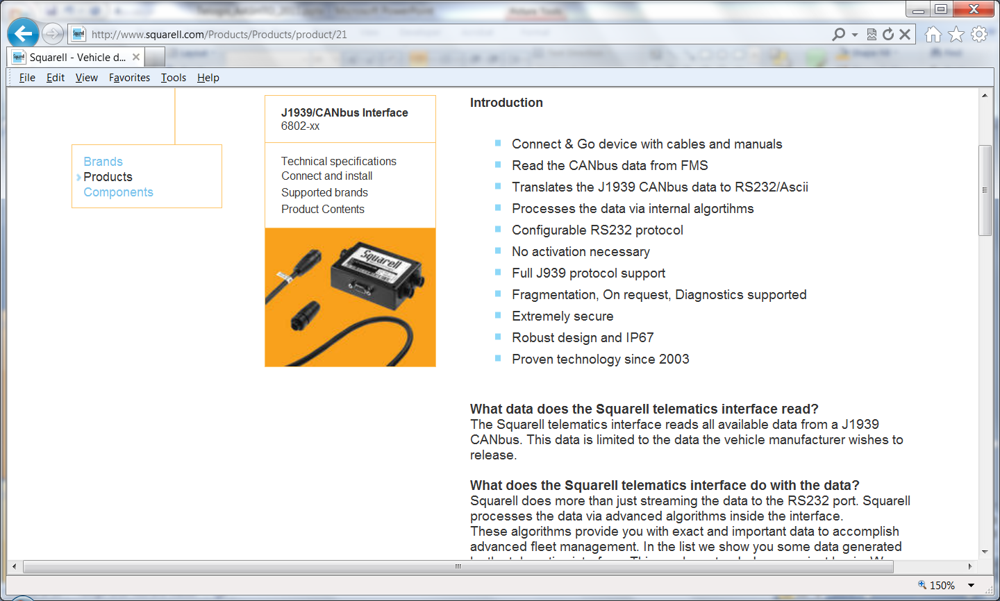 http://www.squarell.com/Products/Products/product/21
Squarell - Vehicle d...
File Edit View Favorites Tools Help
Brands
Products
Components
J1939/CANbus Interface
6802-xx
Technical specifications
Connect and install
Supported brands
Product Contents
Squarell
Introduction
Connect & Go device with cables and manuals
Read the CANbus data from FMS
Translates the J1939 CANbus data to RS232/Ascii
Processes the data via internal algortihms
Configurable RS232 protocol
No activation necessary
Full J939 protocol support
Fragmentation, On request, Diagnostics supported
Extremely secure
Robust design and IP67
Proven technology since 2003
What data does the Squarell telematics interface read?
The Squarell telematics interface reads all available data from a J1939
CANbus. This data is limited to the data the vehicle manufacturer wishes to
release.
What does the Squarell telematics interface do with the data?
Squarell does more than just streaming the data to the RS232 port. Squarell
processes the data via advanced algorithms inside the interface.
These algorithms provide you with exact and important data to accomplish
advanced fleet management. In the list we show you some data generated
150%